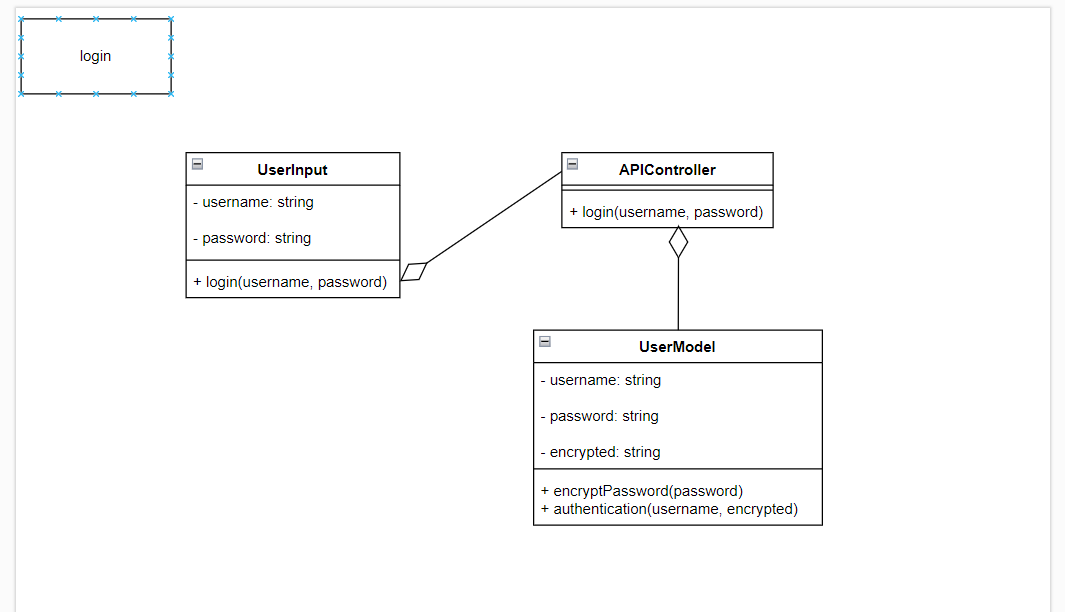 login
UserInput
- username: string
- password: string
+ login(username, password)
APIController
+ login(username, password)
UserModel
- username: string
- password: string
- encrypted: string
+ encryptPassword(password)
+ authentication(username, encrypted)